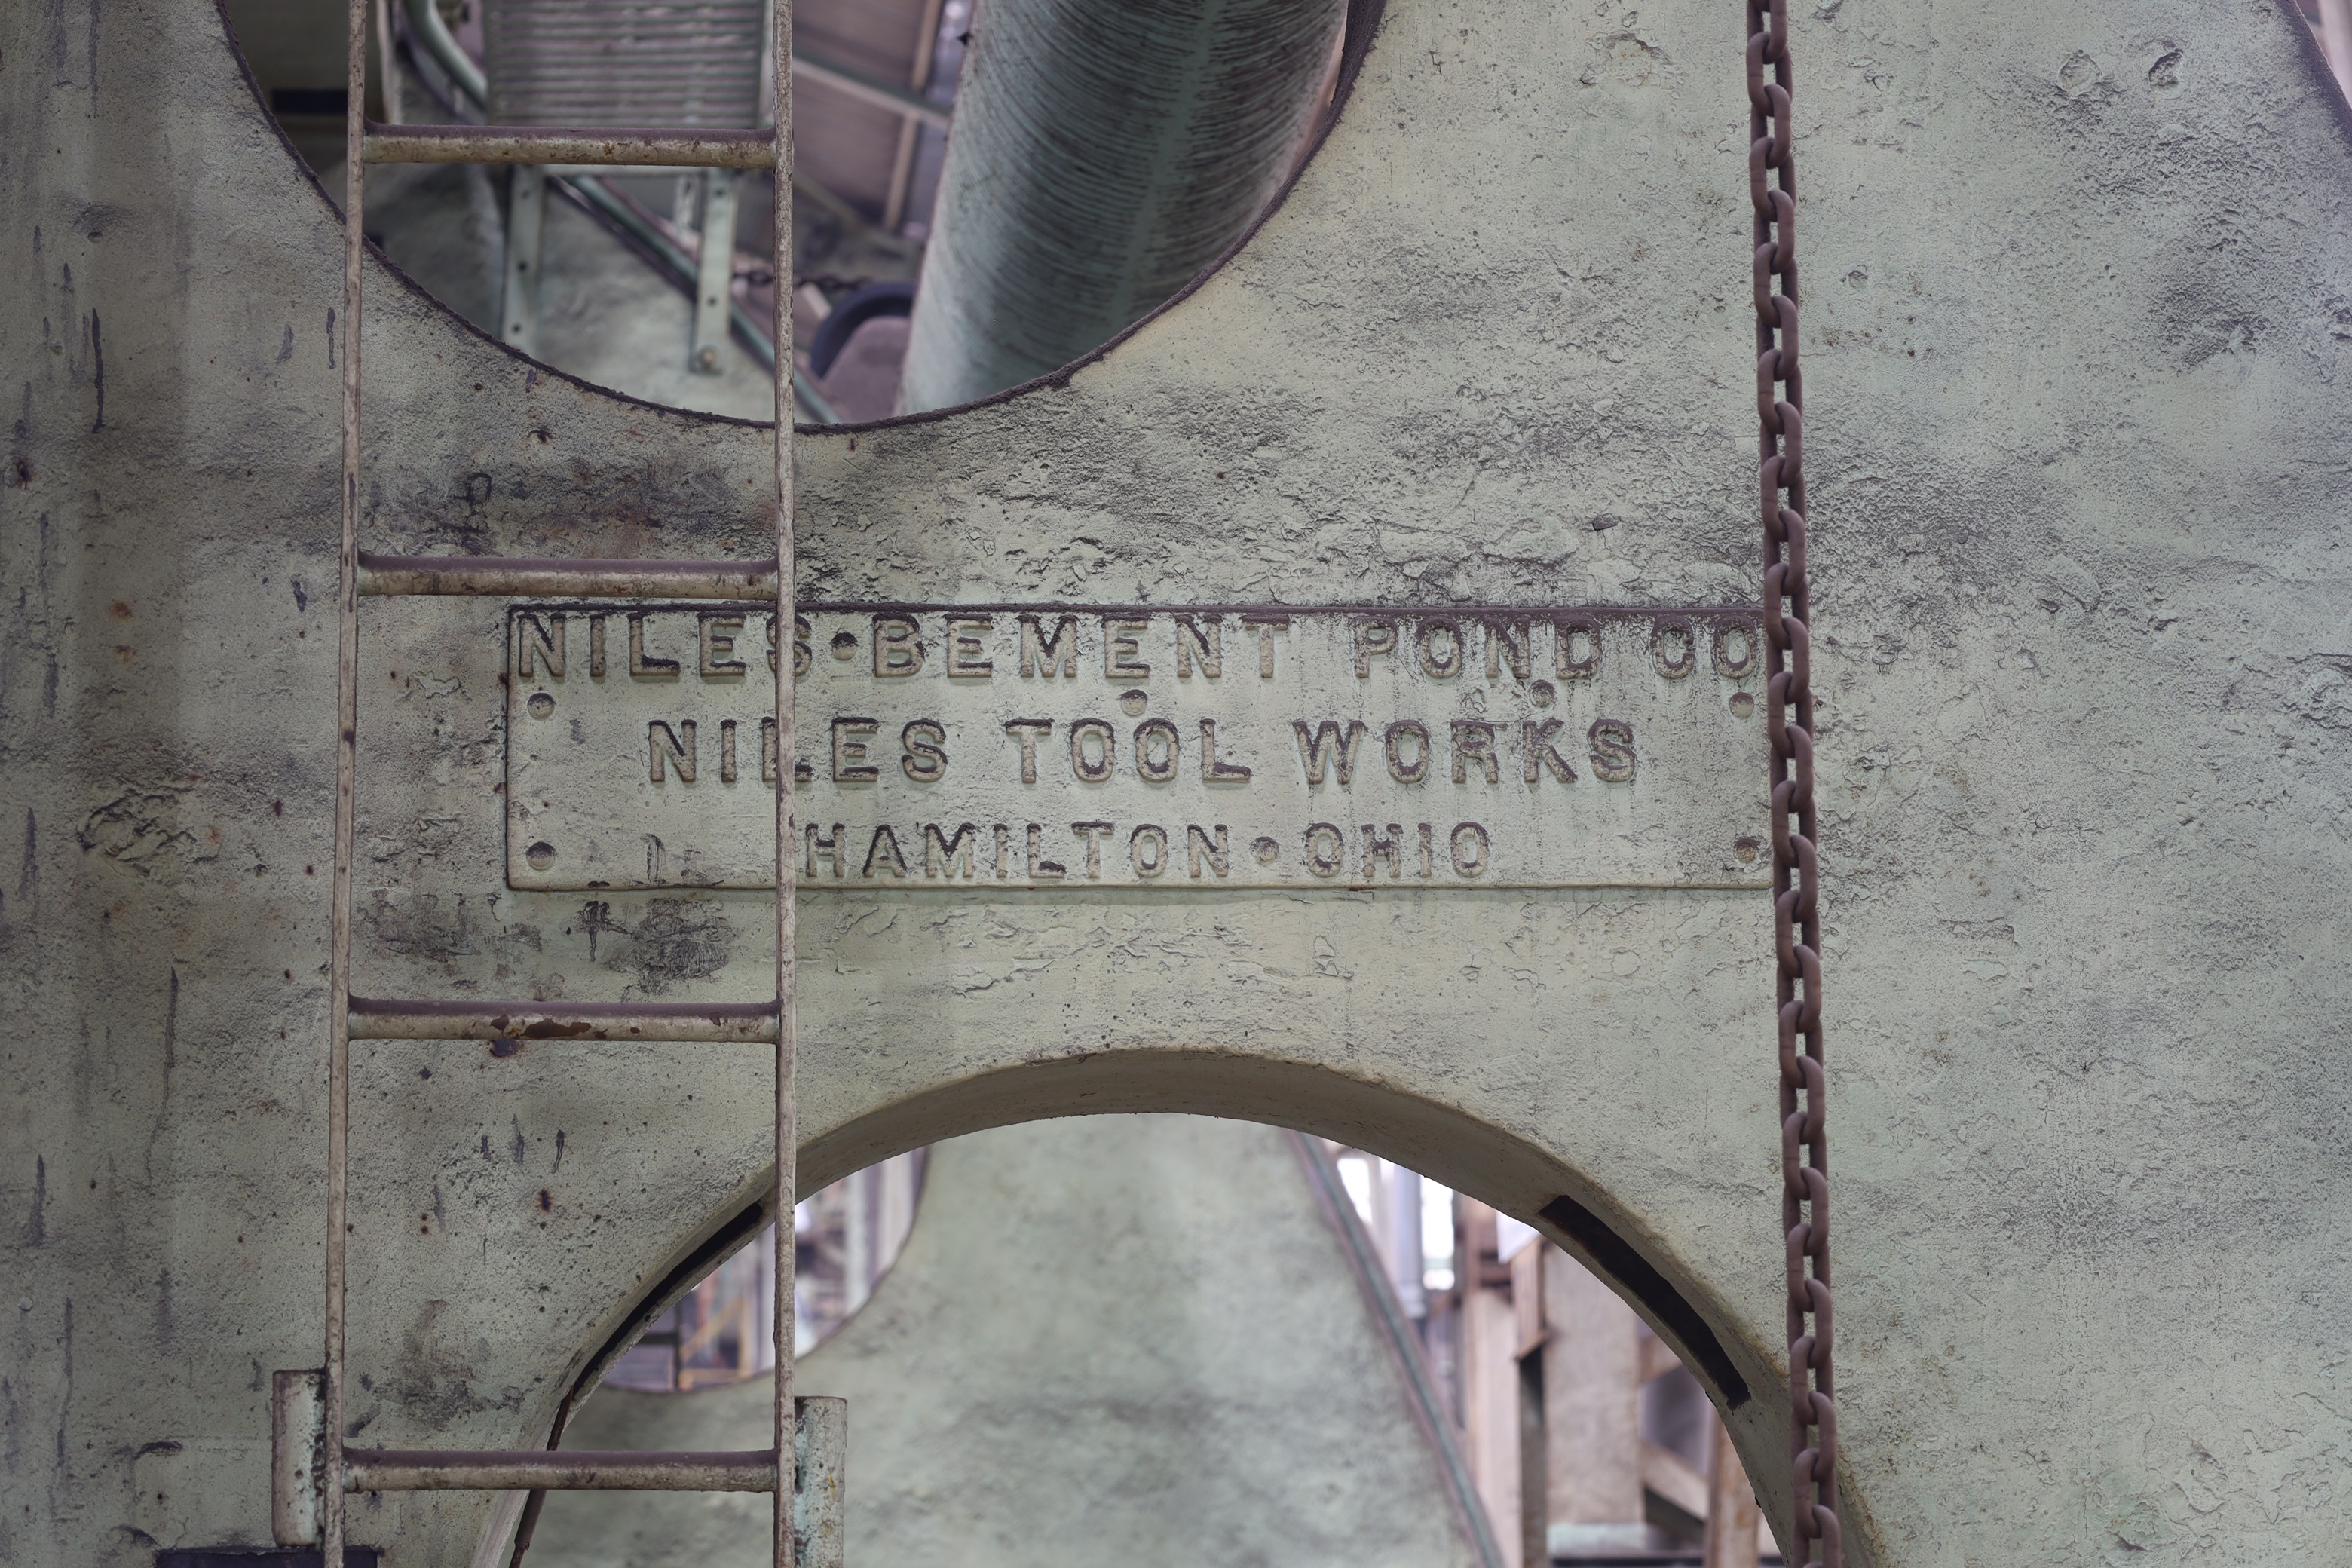 NILES•BEMENT POND CO
NILES TOOL WORKS
HAMILTON•OHIO